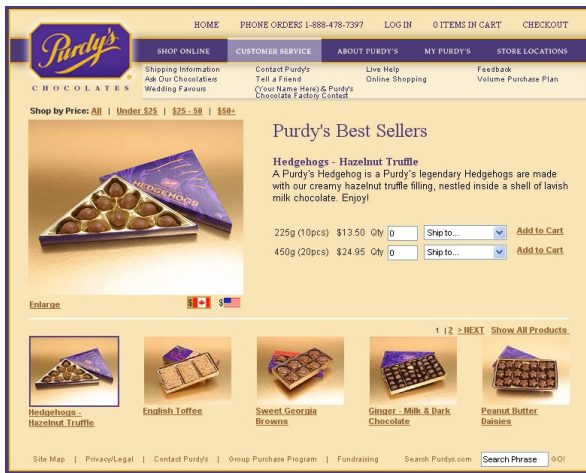 HOME PHONE ORDERS 1-888-478-7397 LOG IN 0 ITEMS IN CART CHECKOUT
Purdy's
CHOCOLATES
SHOP ONLINE CUSTOMER SERVICE ABOUT PURDY'S MY PURDY'S STORE LOCATIONS
Shipping Information Contact Purdy's Live Help Feedback
Ask Our Chocolatiers Tell a Friend Online Shopping Volume Purchase Plan
Wedding Favours (Your Name Here) & Purdy's
Chocolate Factory Contest
Shop by Price: All | Under $25 | $25 - 50 | $50+
HEDGEHOGS
Purdy's Best Sellers
Hedgehogs - Hazelnut Truffle
A Purdy's Hedgehog is a Purdy's legendary Hedgehogs are made
with our creamy hazelnut truffle filling, nestled inside a shell of lavish
milk chocolate. Enjoy!
225g (10pcs) $13.50 Qty 0 Ship to... Add to Cart
450g (20pcs) $24.95 Qty 0 Ship to... Add to Cart
Enlarge $ $
1 | 2 > NEXT Show All Products
Hedgehogs -
Hazelnut Truffle
English Toffee
Sweet Georgia
Browns
Ginger - Milk & Dark
Chocolate
Peanut Butter
Daisies
Site Map | Privacy/Legal | Contact Purdy's | Group Purchase Program | Fundraising Search Purdys.com Search Phrase GO!